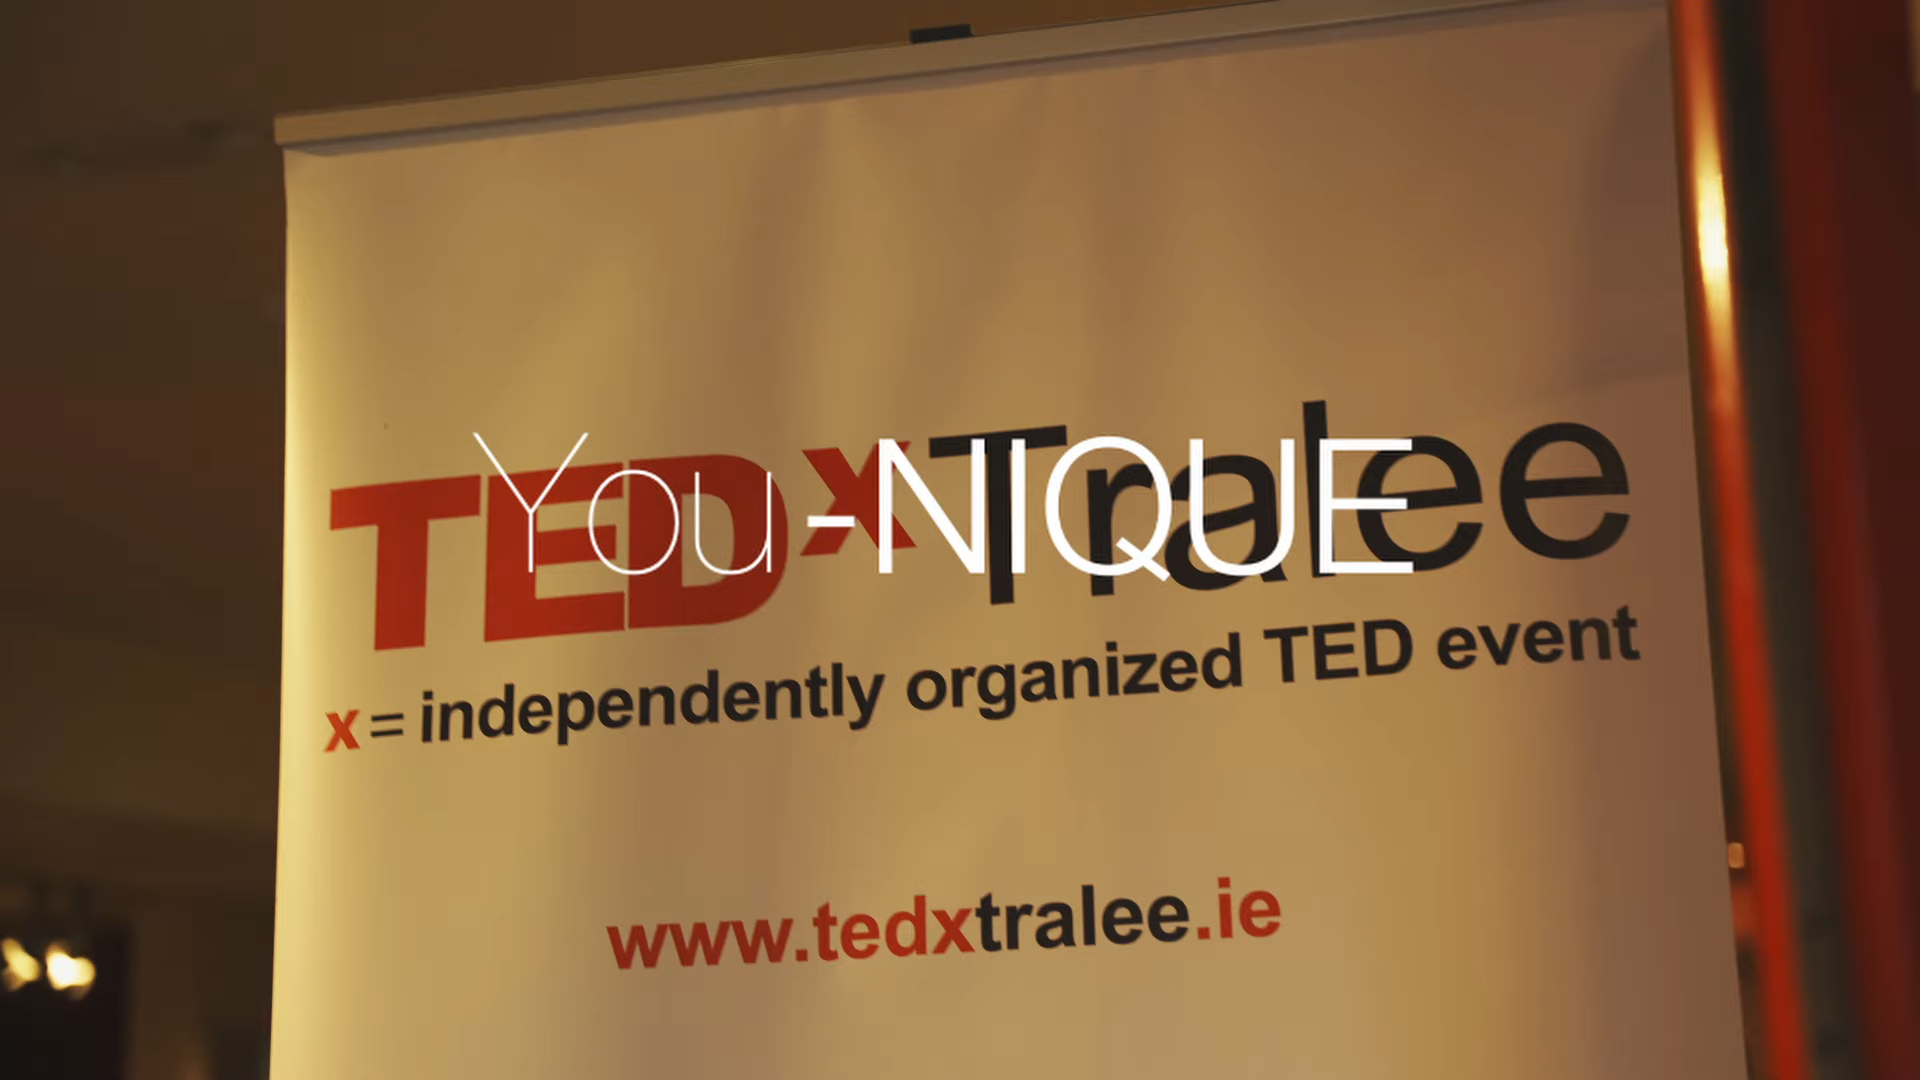 TEDxTralee
You-NIQUE
x = independently organized TED event
www.tedxtralee.ie